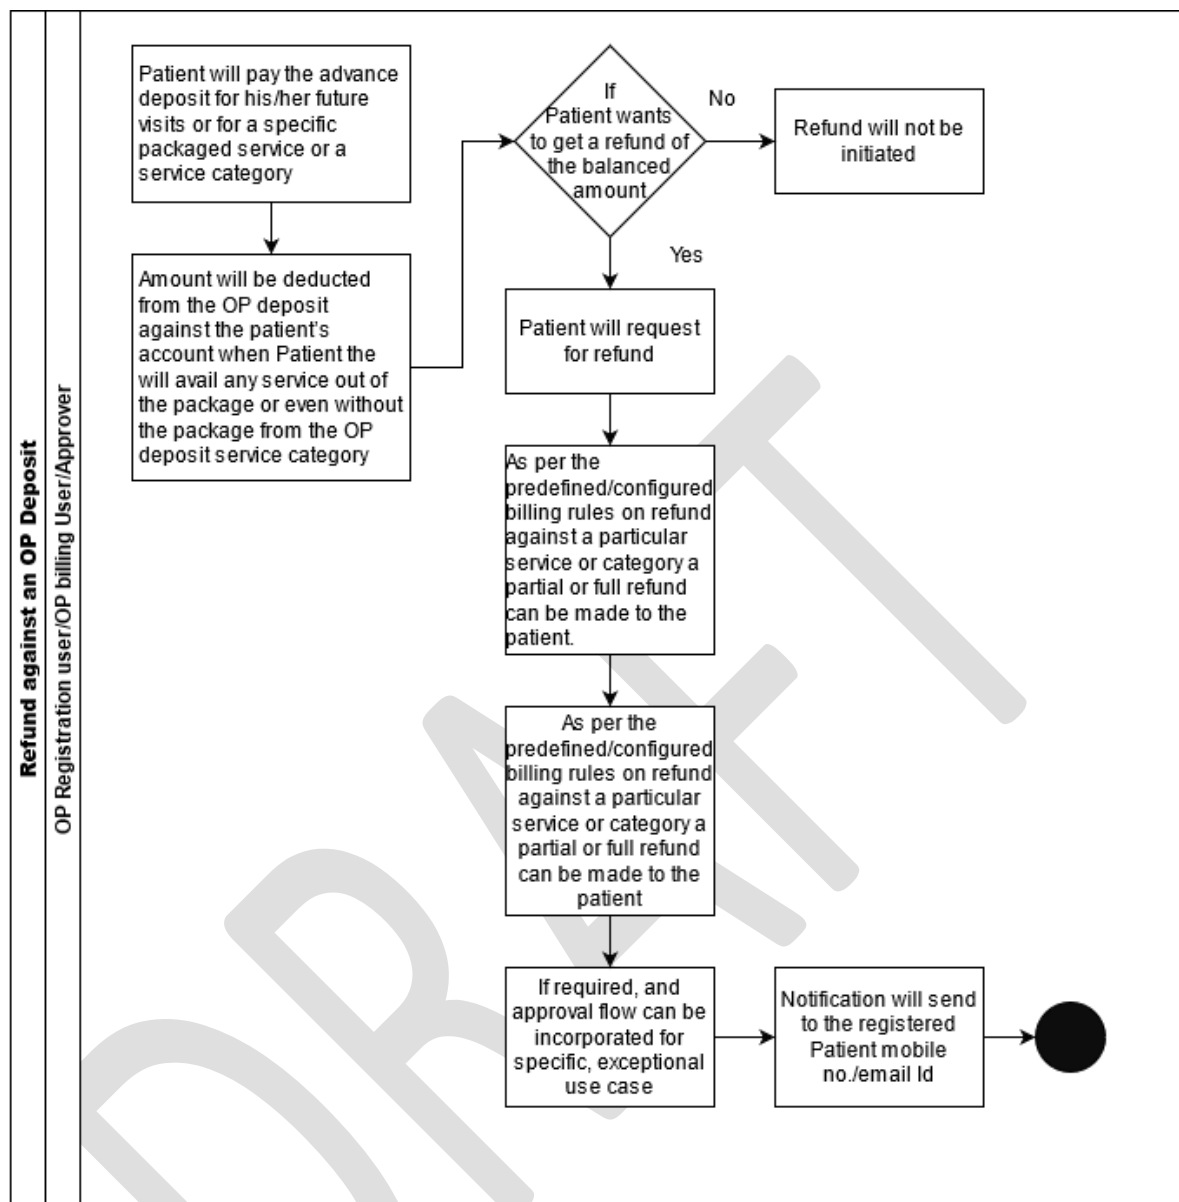 Refund against an OP Deposit
OP Registration user/OP billing User/Approver
Patient will pay the advance
deposit for his/her future
visits or for a specific
packaged service or a
service category
Amount will be deducted
from the OP deposit
against the patient's
account when Patient the
will avail any service out of
the package or even without
the package from the OP
deposit service category
If
Patient wants
to get a refund of
the balanced
amount
No
Refund will not be
initiated
Yes
Patient will request
for refund
As per the
predefined/configured
billing rules on refund
against a particular
service or category a
partial or full refund
can be made to the
patient.
As per the
predefined/configured
billing rules on refund
against a particular
service or category a
partial or full refund
can be made to the
patient
If required, and
approval flow can be
incorporated for
specific, exceptional
use case
Notification will send
to the registered
Patient mobile
no./email Id
DRAFT